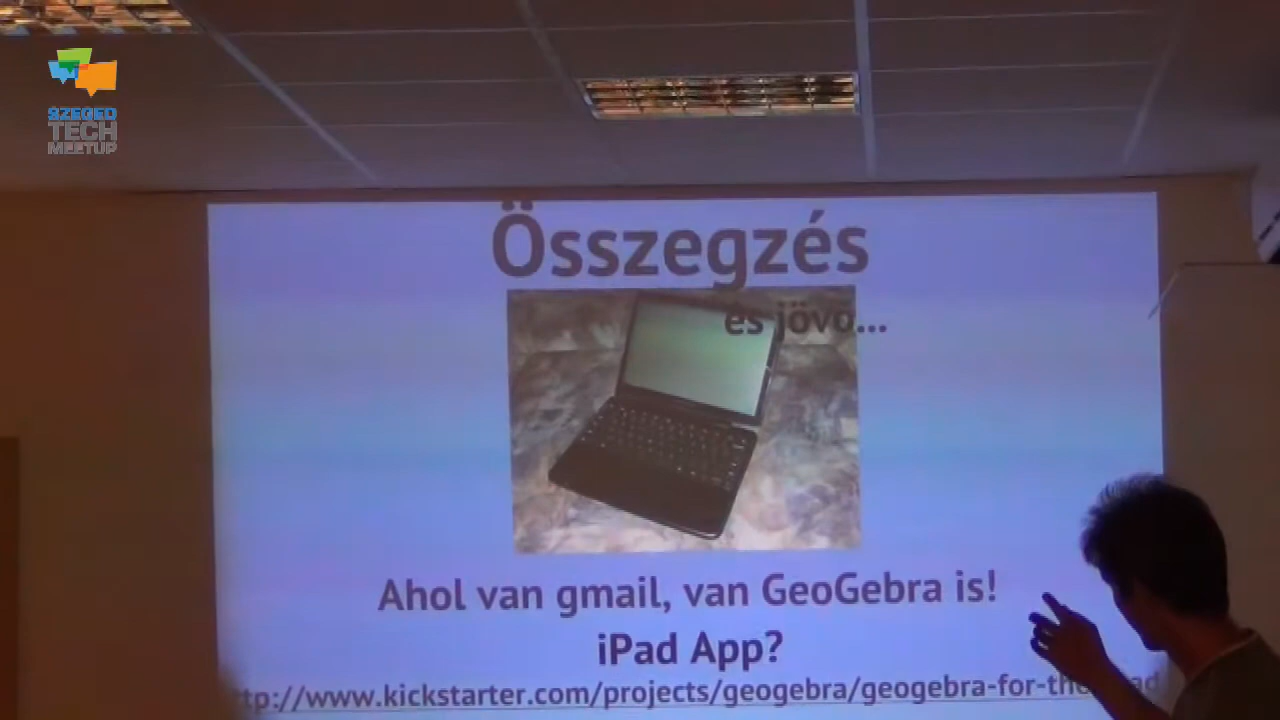 SZEGED
TECH
MEETUP
Összegzés
és jövő...
Ahol van gmail, van GeoGebra is!
iPad App?
tp://www.kickstarter.com/projects/geogebra/geogebra-for-the